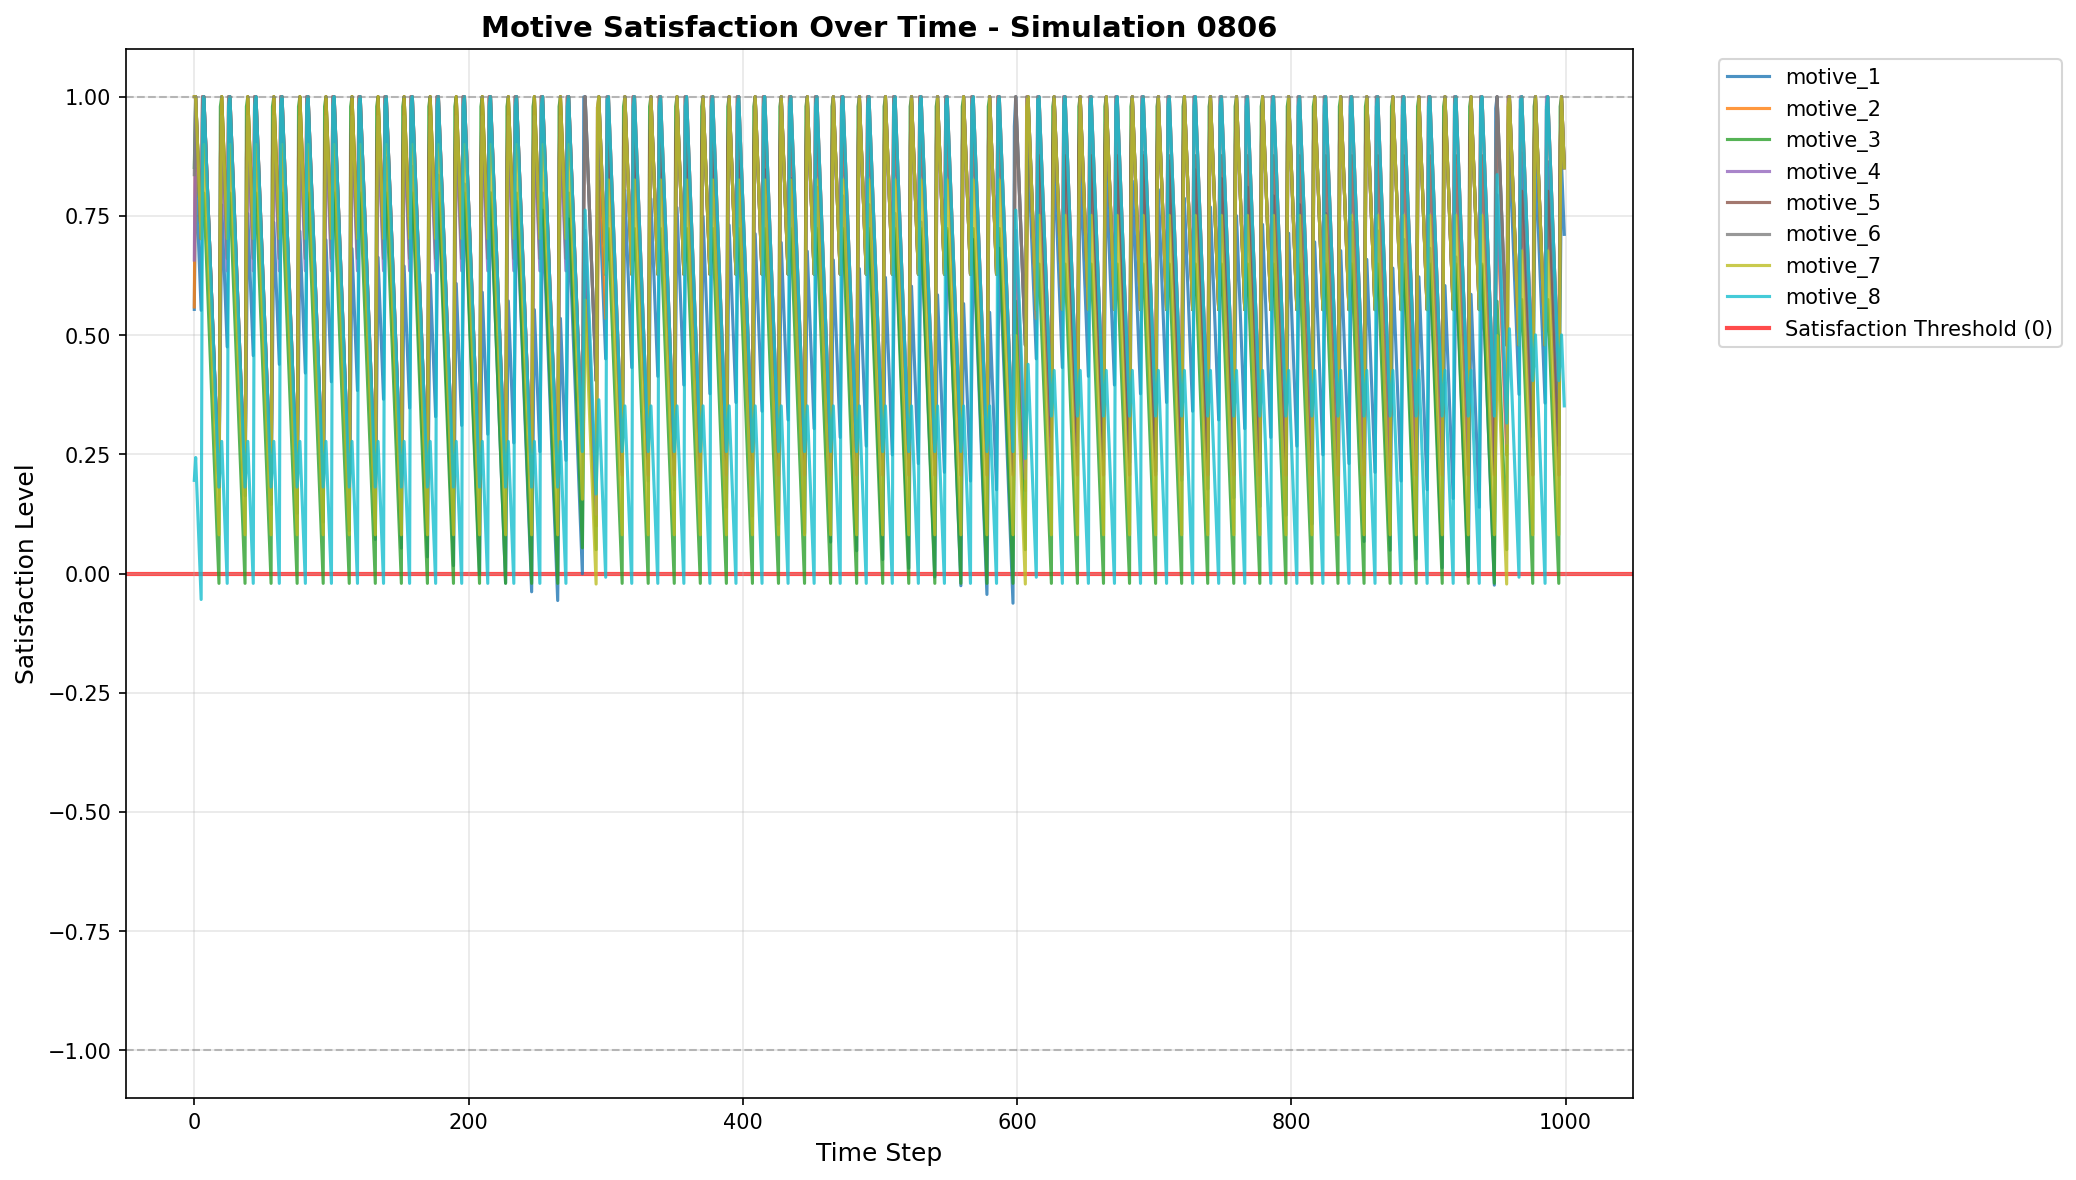 Motive Satisfaction Over Time - Simulation 0806
Satisfaction Level
1.00
0.75
0.50
0.25
0.00
−0.25
−0.50
−0.75
−1.00
0
200
400
600
800
1000
Time Step
motive_1
motive_2
motive_3
motive_4
motive_5
motive_6
motive_7
motive_8
Satisfaction Threshold (0)